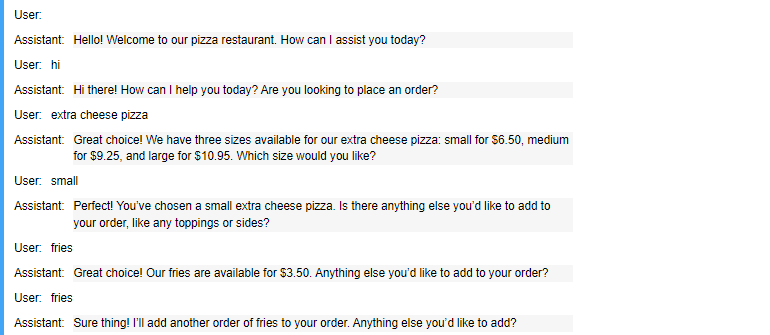 User:
Assistant: Hello! Welcome to our pizza restaurant. How can I assist you today?
User: hi
Assistant: Hi there! How can I help you today? Are you looking to place an order?
User: extra cheese pizza
Assistant: Great choice! We have three sizes available for our extra cheese pizza: small for $6.50, medium
for $9.25, and large for $10.95. Which size would you like?
User: small
Assistant: Perfect! You’ve chosen a small extra cheese pizza. Is there anything else you’d like to add to
your order, like any toppings or sides?
User: fries
Assistant: Great choice! Our fries are available for $3.50. Anything else you’d like to add to your order?
User: fries
Assistant: Sure thing! I’ll add another order of fries to your order. Anything else you’d like to add?